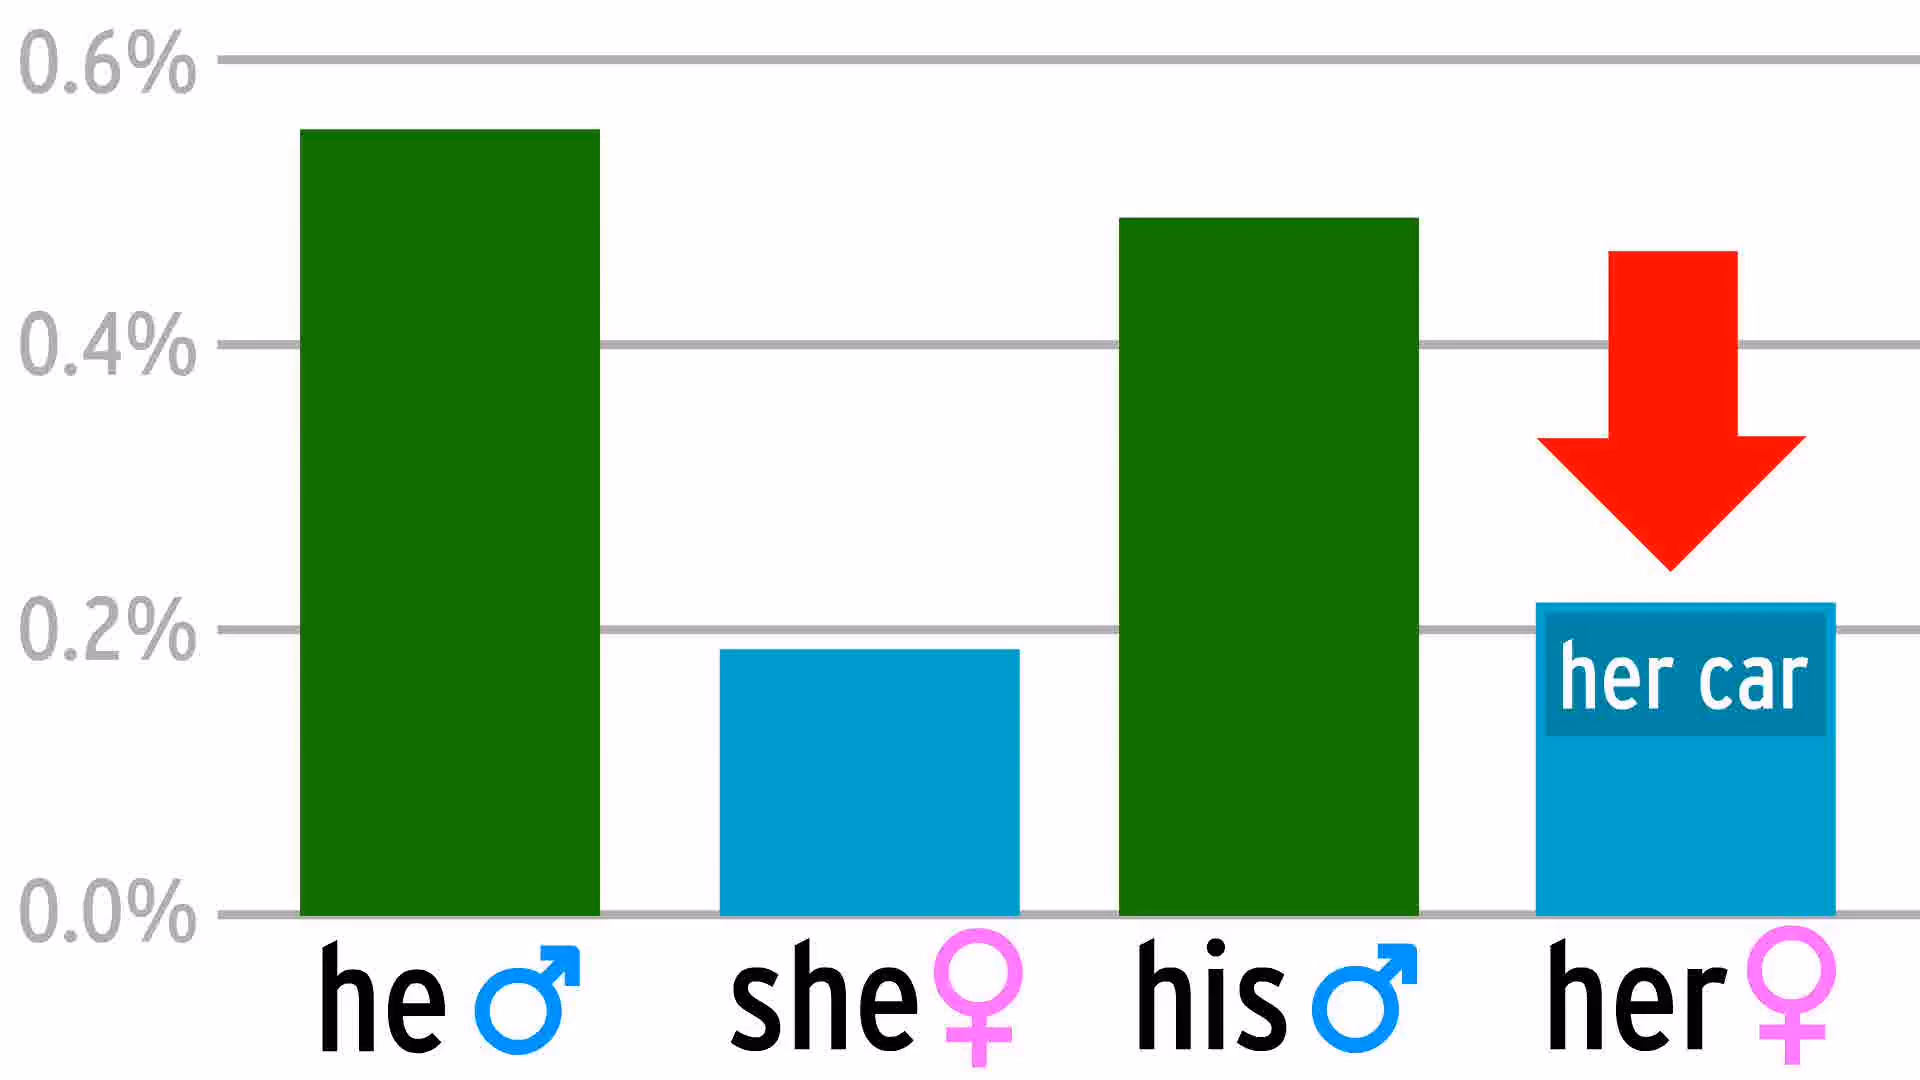 0.6%
0.4%
0.2%
her car
0.0%
he ♂ she ♀ his ♂ her ♀